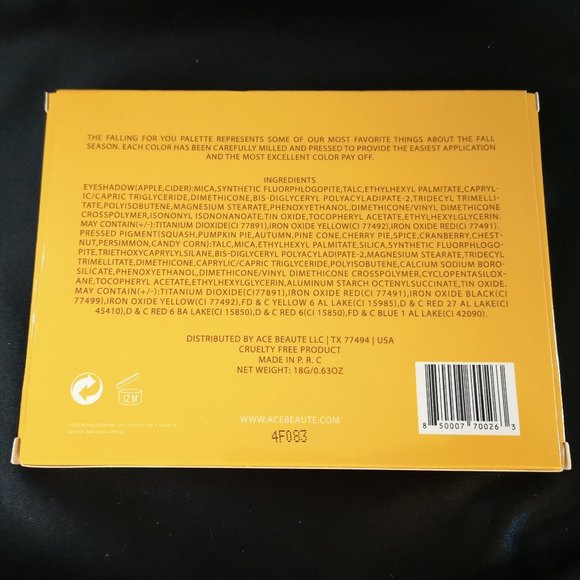 THE FALLING FOR YOU PALETTE REPRESENTS SOME OF OUR MOST FAVORITE THINGS ABOUT THE FALL
SEASON. EACH COLOR HAS BEEN CAREFULLY MILLED AND PRESSED TO PROVIDE THE EASIEST APPLICATION
AND THE MOST EXCELLENT COLOR PAY OFF.
INGREDIENTS
EYESHADOW(APPLE,CIDER):MICA,SYNTHETIC FLUORPHLOGOPITE,TALC,ETHYLHEXYL PALMITATE,CAPRYL-
IC/CAPRIC TRIGLYCERIDE,DIMETHICONE,BIS-DIGLYCERYL POLYACYLADIPATE-2,TRIDECYL TRIMELLI-
TATE,POLYISOBUTENE,MAGNESIUM STEARATE,PHENOXYETHANOL,DIMETHICONE/VINYL DIMETHICONE
CROSSPOLYMER,ISONONYL ISONONANOATE,TIN OXIDE,TOCOPHERYL ACETATE,ETHYLHEXYLGLYCERIN.
MAY CONTAIN(+/-):TITANIUM DIOXIDE(CI 77891),IRON OXIDE YELLOW(CI 77492),IRON OXIDE RED(CI 77491).
PRESSED PIGMENT(SQUASH,PUMPKIN PIE,AUTUMN,PINE CONE,CHERRY PIE,SPICE,CRANBERRY,CHEST-
NUT,PERSIMMON,CANDY CORN):TALC,MICA,ETHYLHEXYL PALMITATE,SILICA,SYNTHETIC FLUORPHLOGO-
PITE,TRIETHOXYCAPRYLYLSILANE,BIS-DIGLYCERYL POLYACYLADIPATE-2,MAGNESIUM STEARATE,TRIDECYL
TRIMELLITATE,DIMETHICONE,CAPRYLIC/CAPRIC TRIGLYCERIDE,POLYISOBUTENE,CALCIUM SODIUM BORO-
SILICATE,PHENOXYETHANOL,DIMETHICONE/VINYL DIMETHICONE CROSSPOLYMER,CYCLOPENTASILOX-
ANE,TOCOPHERYL ACETATE,ETHYLHEXYLGLYCERIN,ALUMINUM STARCH OCTENYLSUCCINATE,TIN OXIDE.
MAY CONTAIN(+/-):TITANIUM DIOXIDE(CI77891),IRON OXIDE RED(CI 77491),IRON OXIDE BLACK(CI
77499),IRON OXIDE YELLOW(CI 77492),FD & C YELLOW 6 AL LAKE(CI 15985),D & C RED 27 AL LAKE(CI
45410),D & C RED 6 BA LAKE(CI 15850),D & C RED 6(CI 15850),FD & C BLUE 1 AL LAKE(CI 42090).
DISTRIBUTED BY ACE BEAUTE LLC | TX 77494 | USA
CRUELTY FREE PRODUCT
MADE IN P. R. C
NET WEIGHT: 18G/0.63OZ
12 M
WWW.ACEBEAUTE.COM
4F083
8 50007 70026 3